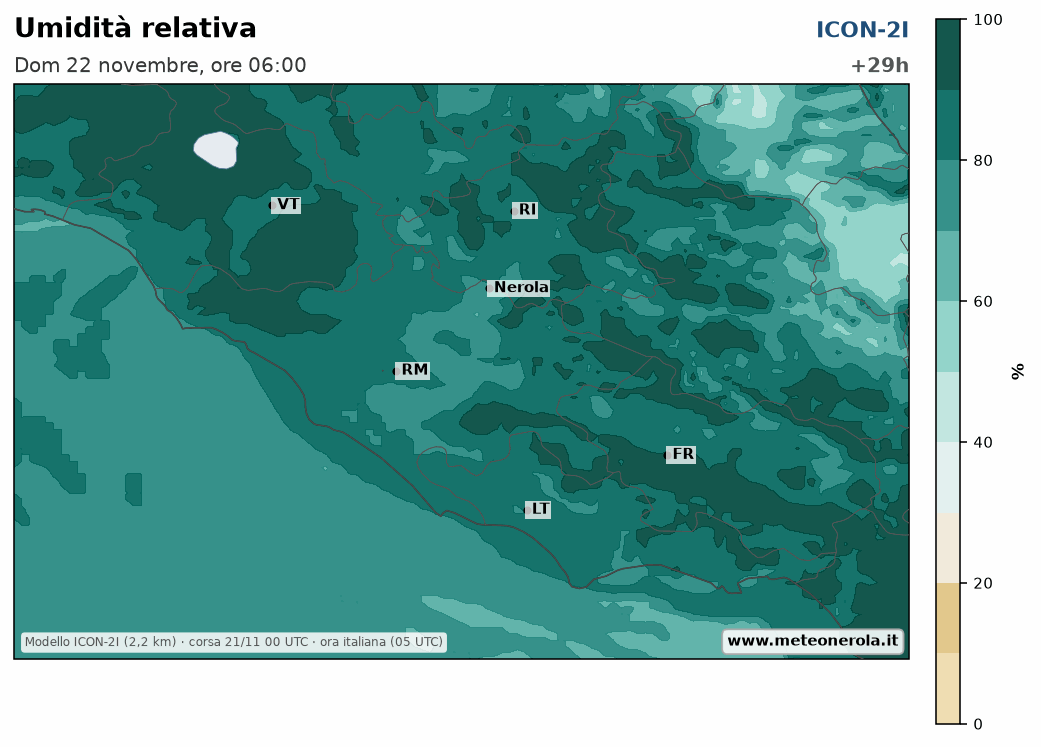 Umidità relativa
ICON-2I
Dom 22 novembre, ore 06:00
+29h
100
80
60
40
20
0
%
VT
RI
Nerola
RM
FR
LT
Modello ICON-2I (2,2 km) · corsa 21/11 00 UTC · ora italiana (05 UTC)
www.meteonerola.it